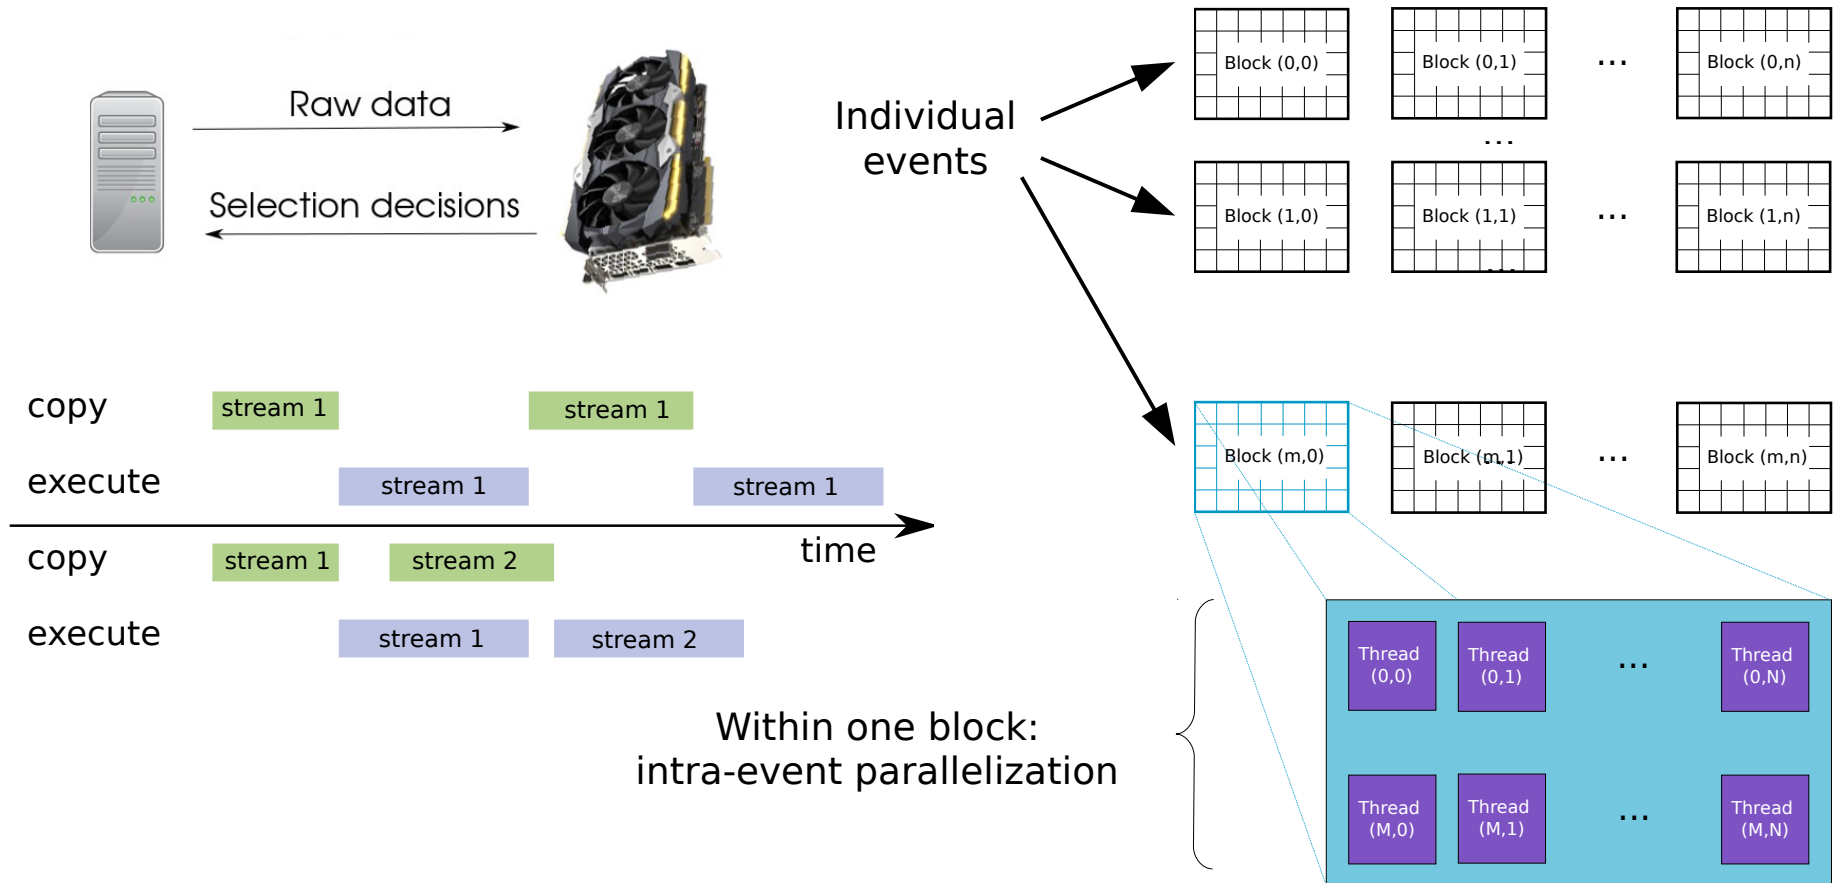 Raw data
Selection decisions
Individual
events
Block (0,0)
Block (0,1)
...
Block (0,n)
...
Block (1,0)
Block (1,1)
...
Block (1,n)
...
Block (m,0)
Block (m,1)
...
...
Block (m,n)
copy
stream 1
stream 1
execute
stream 1
stream 1
time
copy
stream 1
stream 2
execute
stream 1
stream 2
Within one block:
intra-event parallelization
Thread
(0,0)
Thread
(0,1)
...
Thread
(0,N)
Thread
(M,0)
Thread
(M,1)
...
Thread
(M,N)